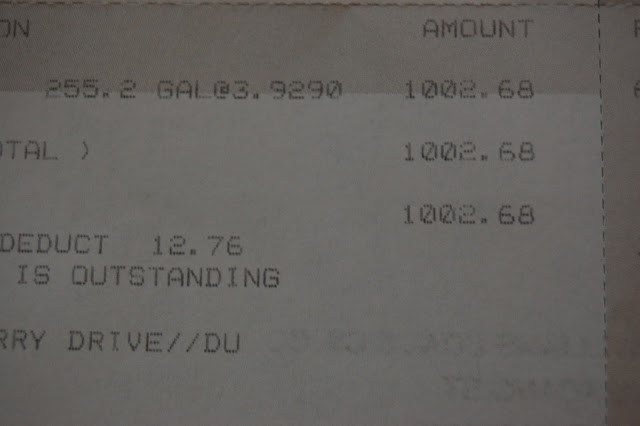 ON AMOUNT
255.2 GAL@3.9290 1002.68
OTAL ) 1002.68
1002.68
DEDUCT 12.76
IS OUTSTANDING
RRY DRIVE//DU